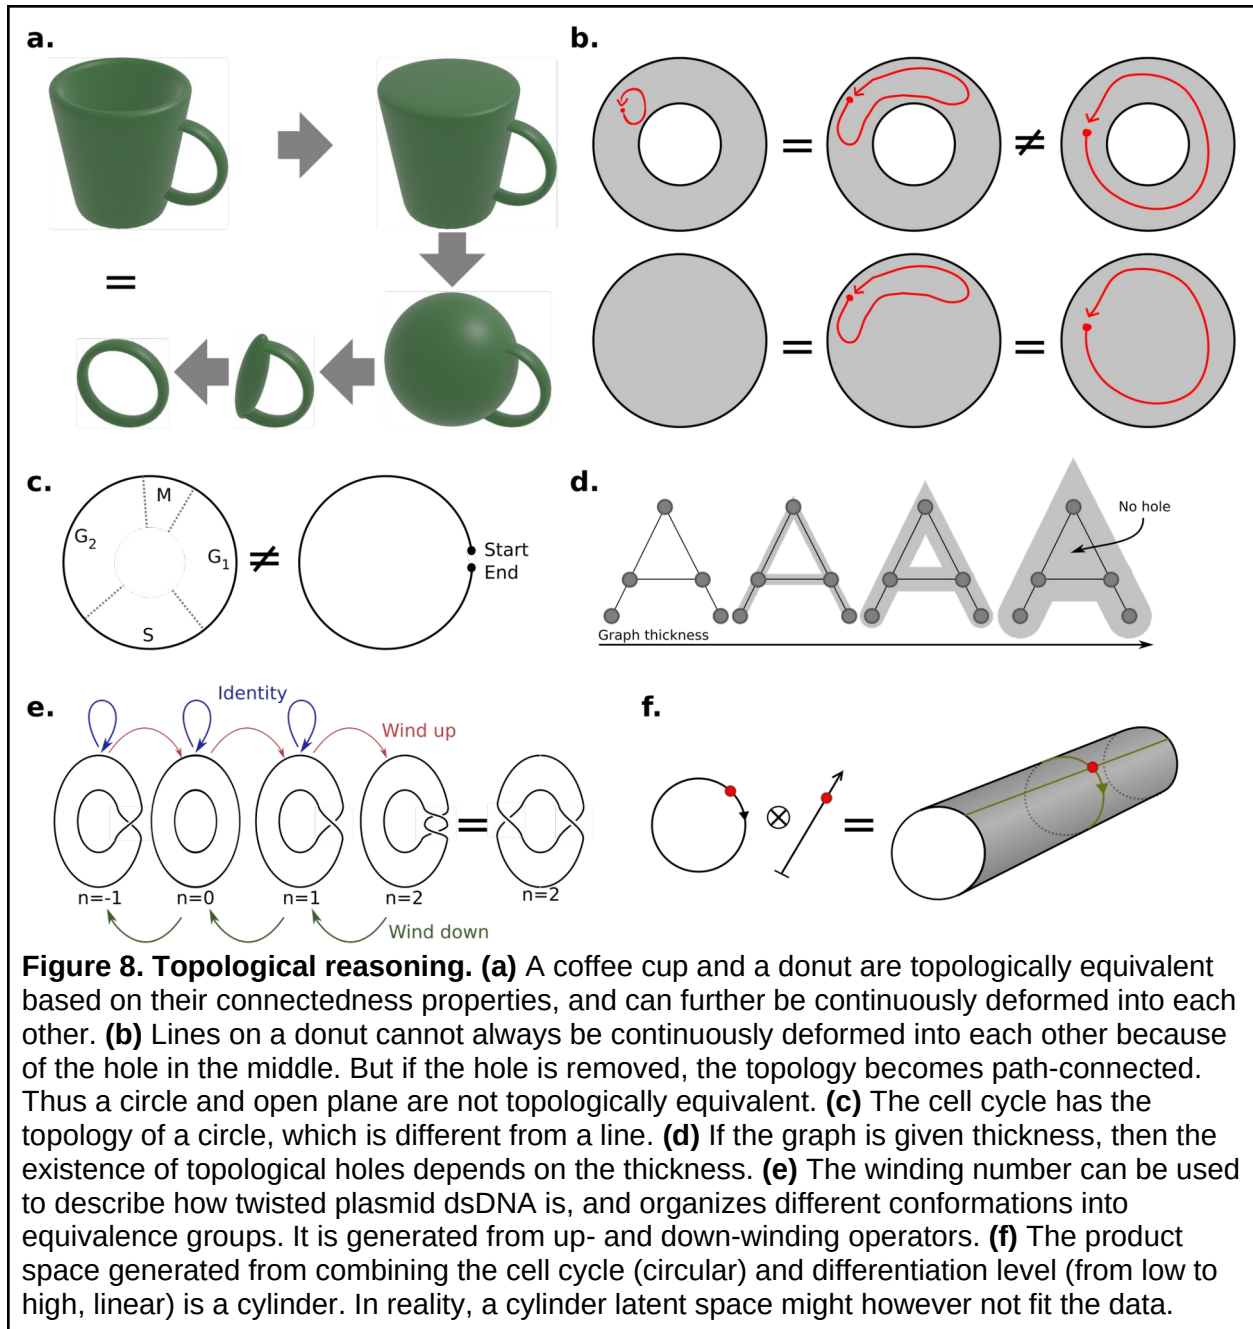 a.
=
b.
= ≠
= =
c.
M
G2
G1
S
≠
Start
End
d.
No hole
Graph thickness
e.
Identity
Wind up
=
n=-1 n=0 n=1 n=2 n=2
Wind down
f.
⊗ =
Figure 8. Topological reasoning. (a) A coffee cup and a donut are topologically equivalent
based on their connectedness properties, and can further be continuously deformed into each
other. (b) Lines on a donut cannot always be continuously deformed into each other because
of the hole in the middle. But if the hole is removed, the topology becomes path-connected.
Thus a circle and open plane are not topologically equivalent. (c) The cell cycle has the
topology of a circle, which is different from a line. (d) If the graph is given thickness, then the
existence of topological holes depends on the thickness. (e) The winding number can be used
to describe how twisted plasmid dsDNA is, and organizes different conformations into
equivalence groups. It is generated from up- and down-winding operators. (f) The product
space generated from combining the cell cycle (circular) and differentiation level (from low to
high, linear) is a cylinder. In reality, a cylinder latent space might however not fit the data.